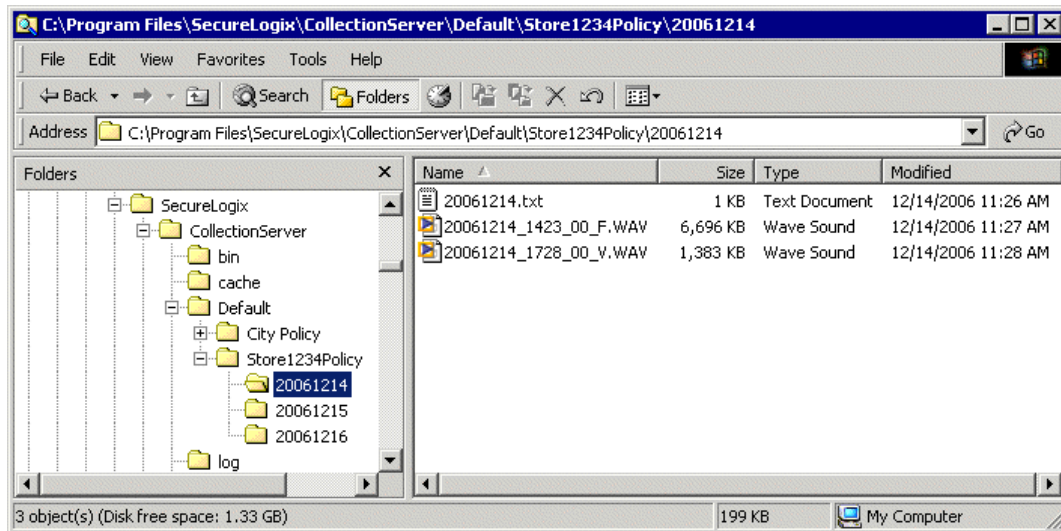 C:\Program Files\SecureLogix\CollectionServer\Default\Store1234Policy\20061214
File Edit View Favorites Tools Help
Back Search Folders
Address C:\Program Files\SecureLogix\CollectionServer\Default\Store1234Policy\20061214 Go
Folders
SecureLogix
CollectionServer
bin
cache
Default
City Policy
Store1234Policy
20061214
20061215
20061216
log
Name Size Type Modified
20061214.txt 1 KB Text Document 12/14/2006 11:26 AM
20061214_1423_00_F.WAV 6,696 KB Wave Sound 12/14/2006 11:27 AM
20061214_1728_00_V.WAV 1,383 KB Wave Sound 12/14/2006 11:28 AM
3 object(s) (Disk free space: 1.33 GB) 199 KB My Computer